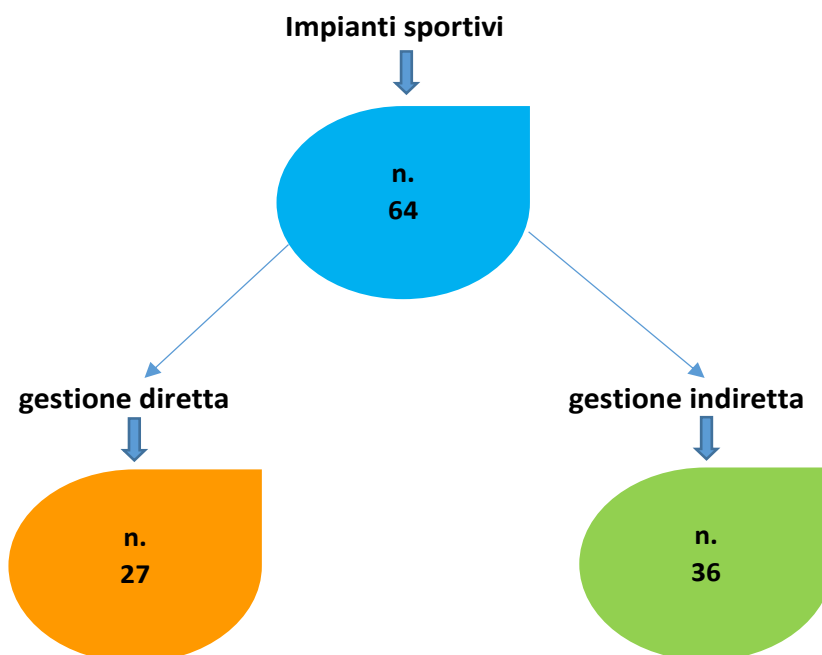 Impianti sportivi
n.
64
gestione diretta
gestione indiretta
n.
27
n.
36